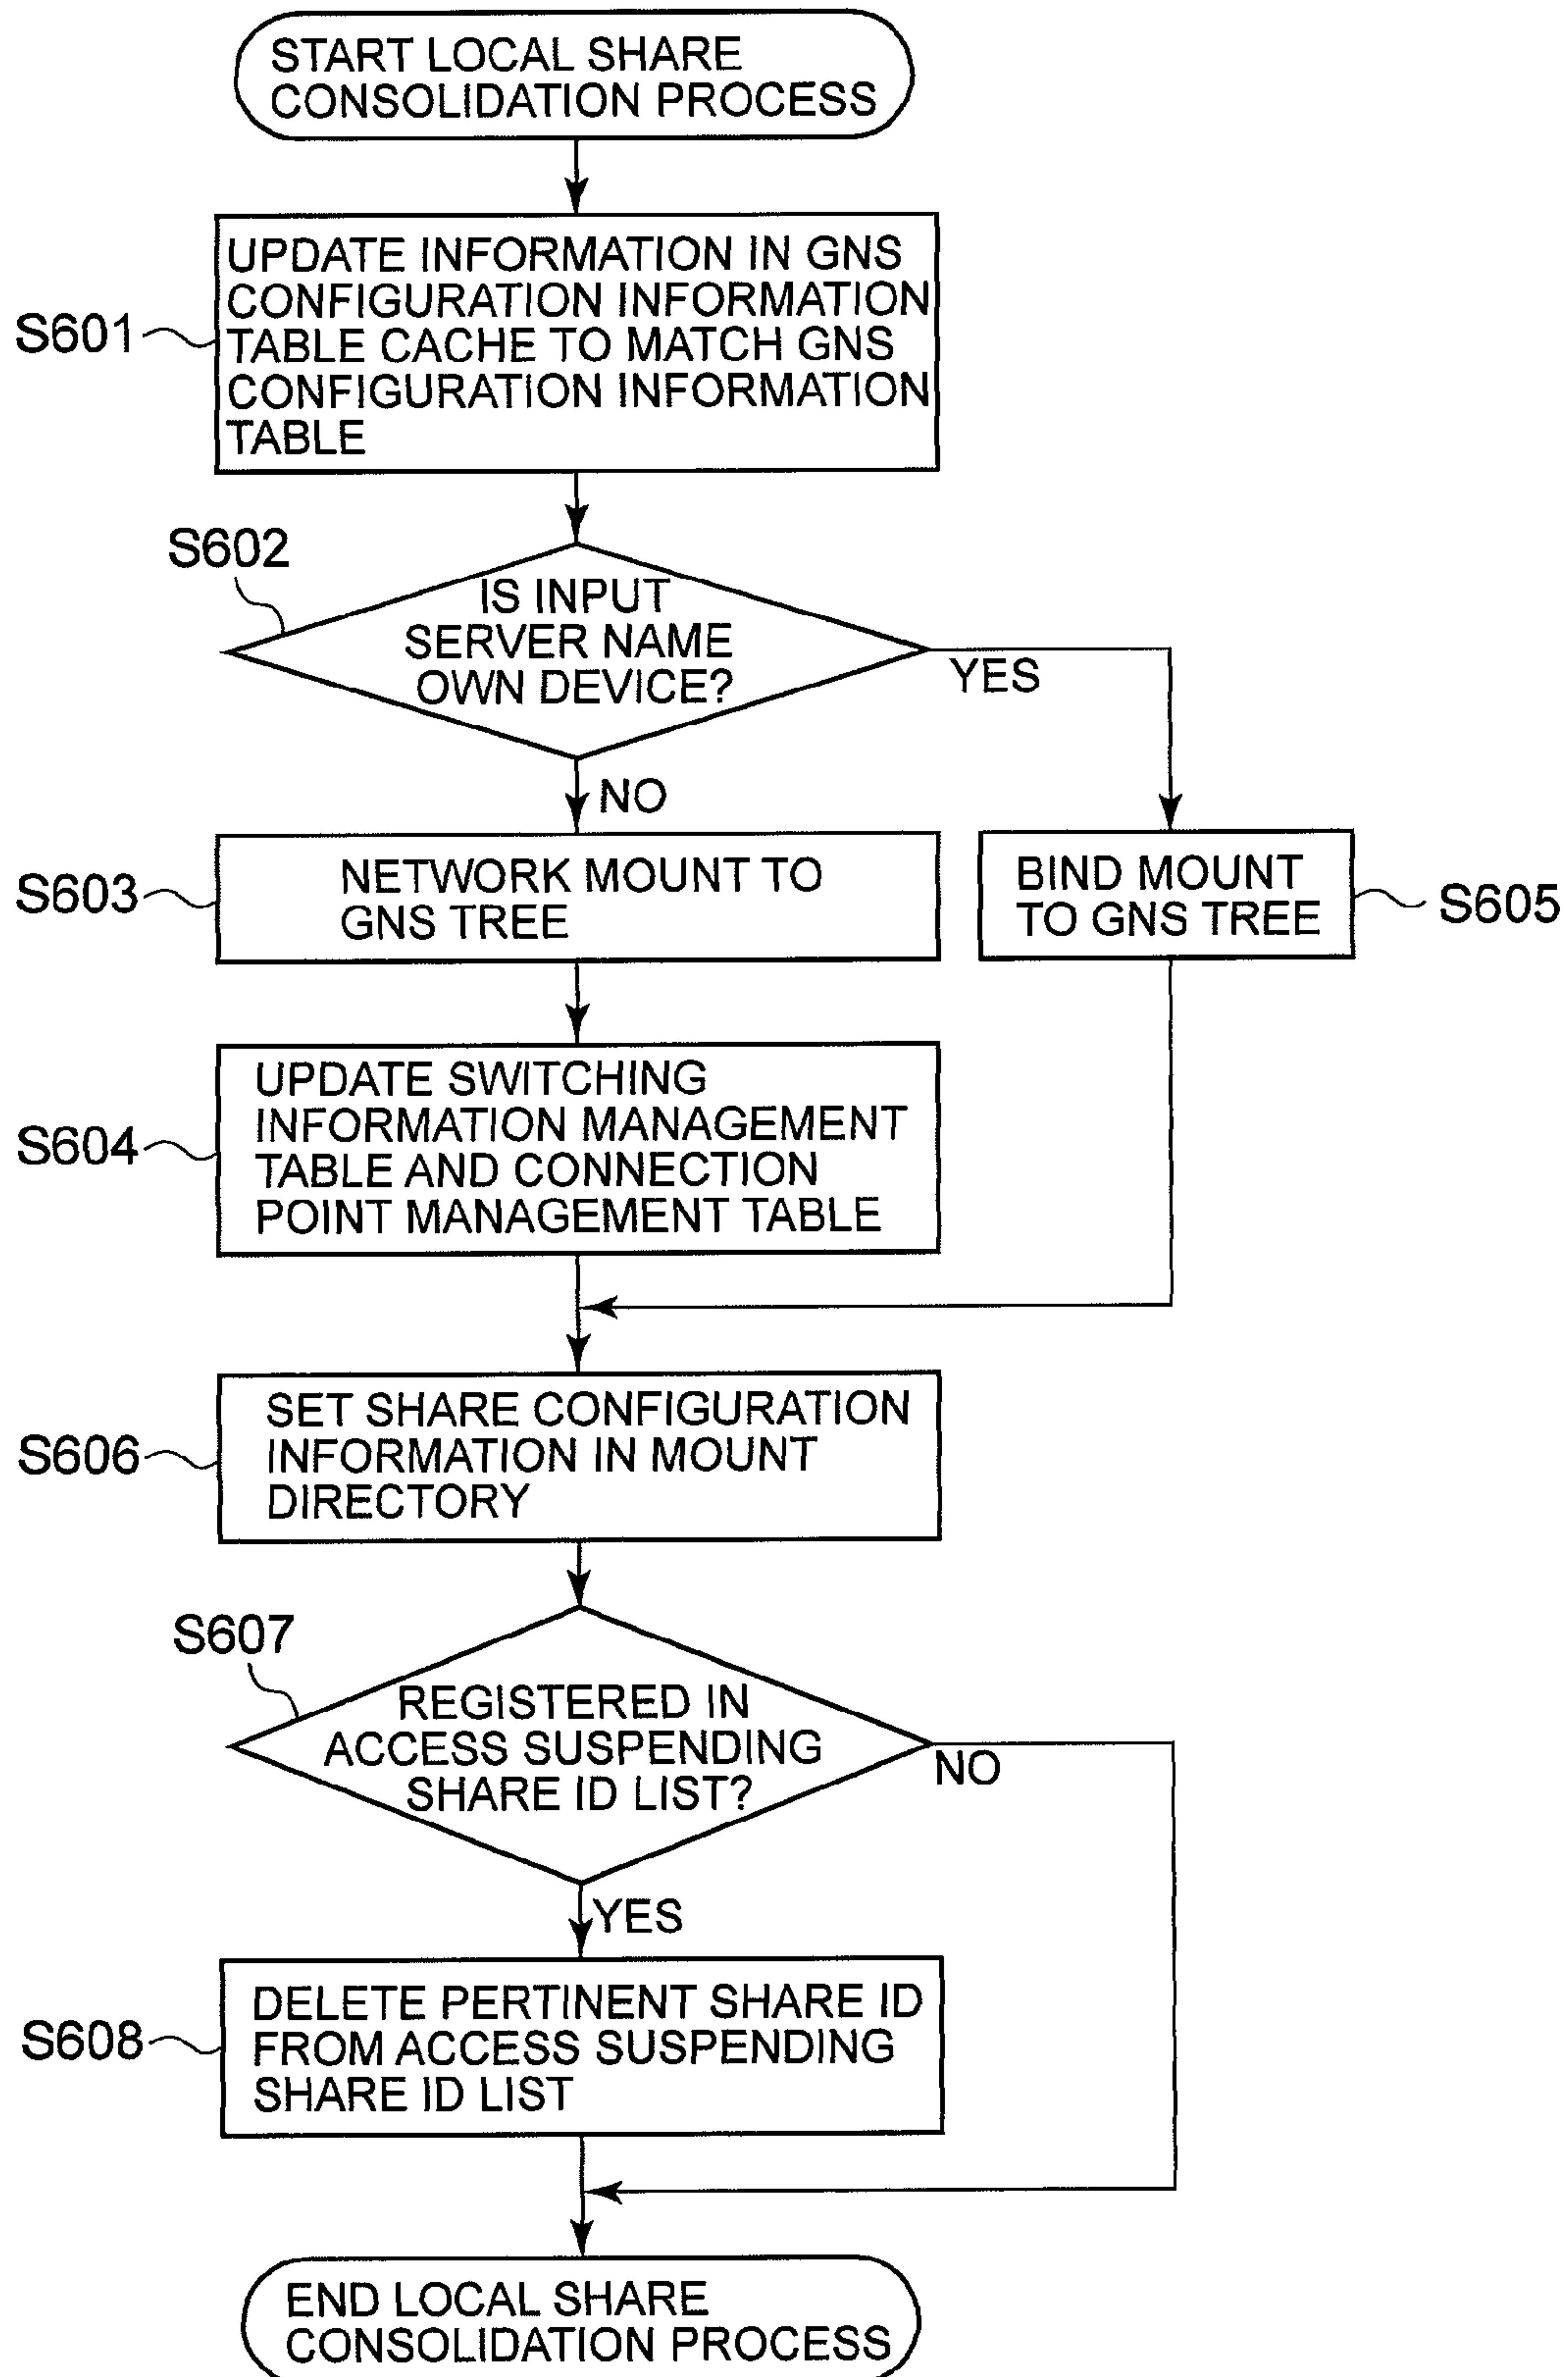 START LOCAL SHARE
CONSOLIDATION PROCESS
S601
UPDATE INFORMATION IN GNS
CONFIGURATION INFORMATION
TABLE CACHE TO MATCH GNS
CONFIGURATION INFORMATION
TABLE
S602
IS INPUT
SERVER NAME
OWN DEVICE?
YES
NO
S603
NETWORK MOUNT TO
GNS TREE
BIND MOUNT
TO GNS TREE
S605
S604
UPDATE SWITCHING
INFORMATION MANAGEMENT
TABLE AND CONNECTION
POINT MANAGEMENT TABLE
S606
SET SHARE CONFIGURATION
INFORMATION IN MOUNT
DIRECTORY
S607
REGISTERED IN
ACCESS SUSPENDING
SHARE ID LIST?
NO
YES
S608
DELETE PERTINENT SHARE ID
FROM ACCESS SUSPENDING
SHARE ID LIST
END LOCAL SHARE
CONSOLIDATION PROCESS